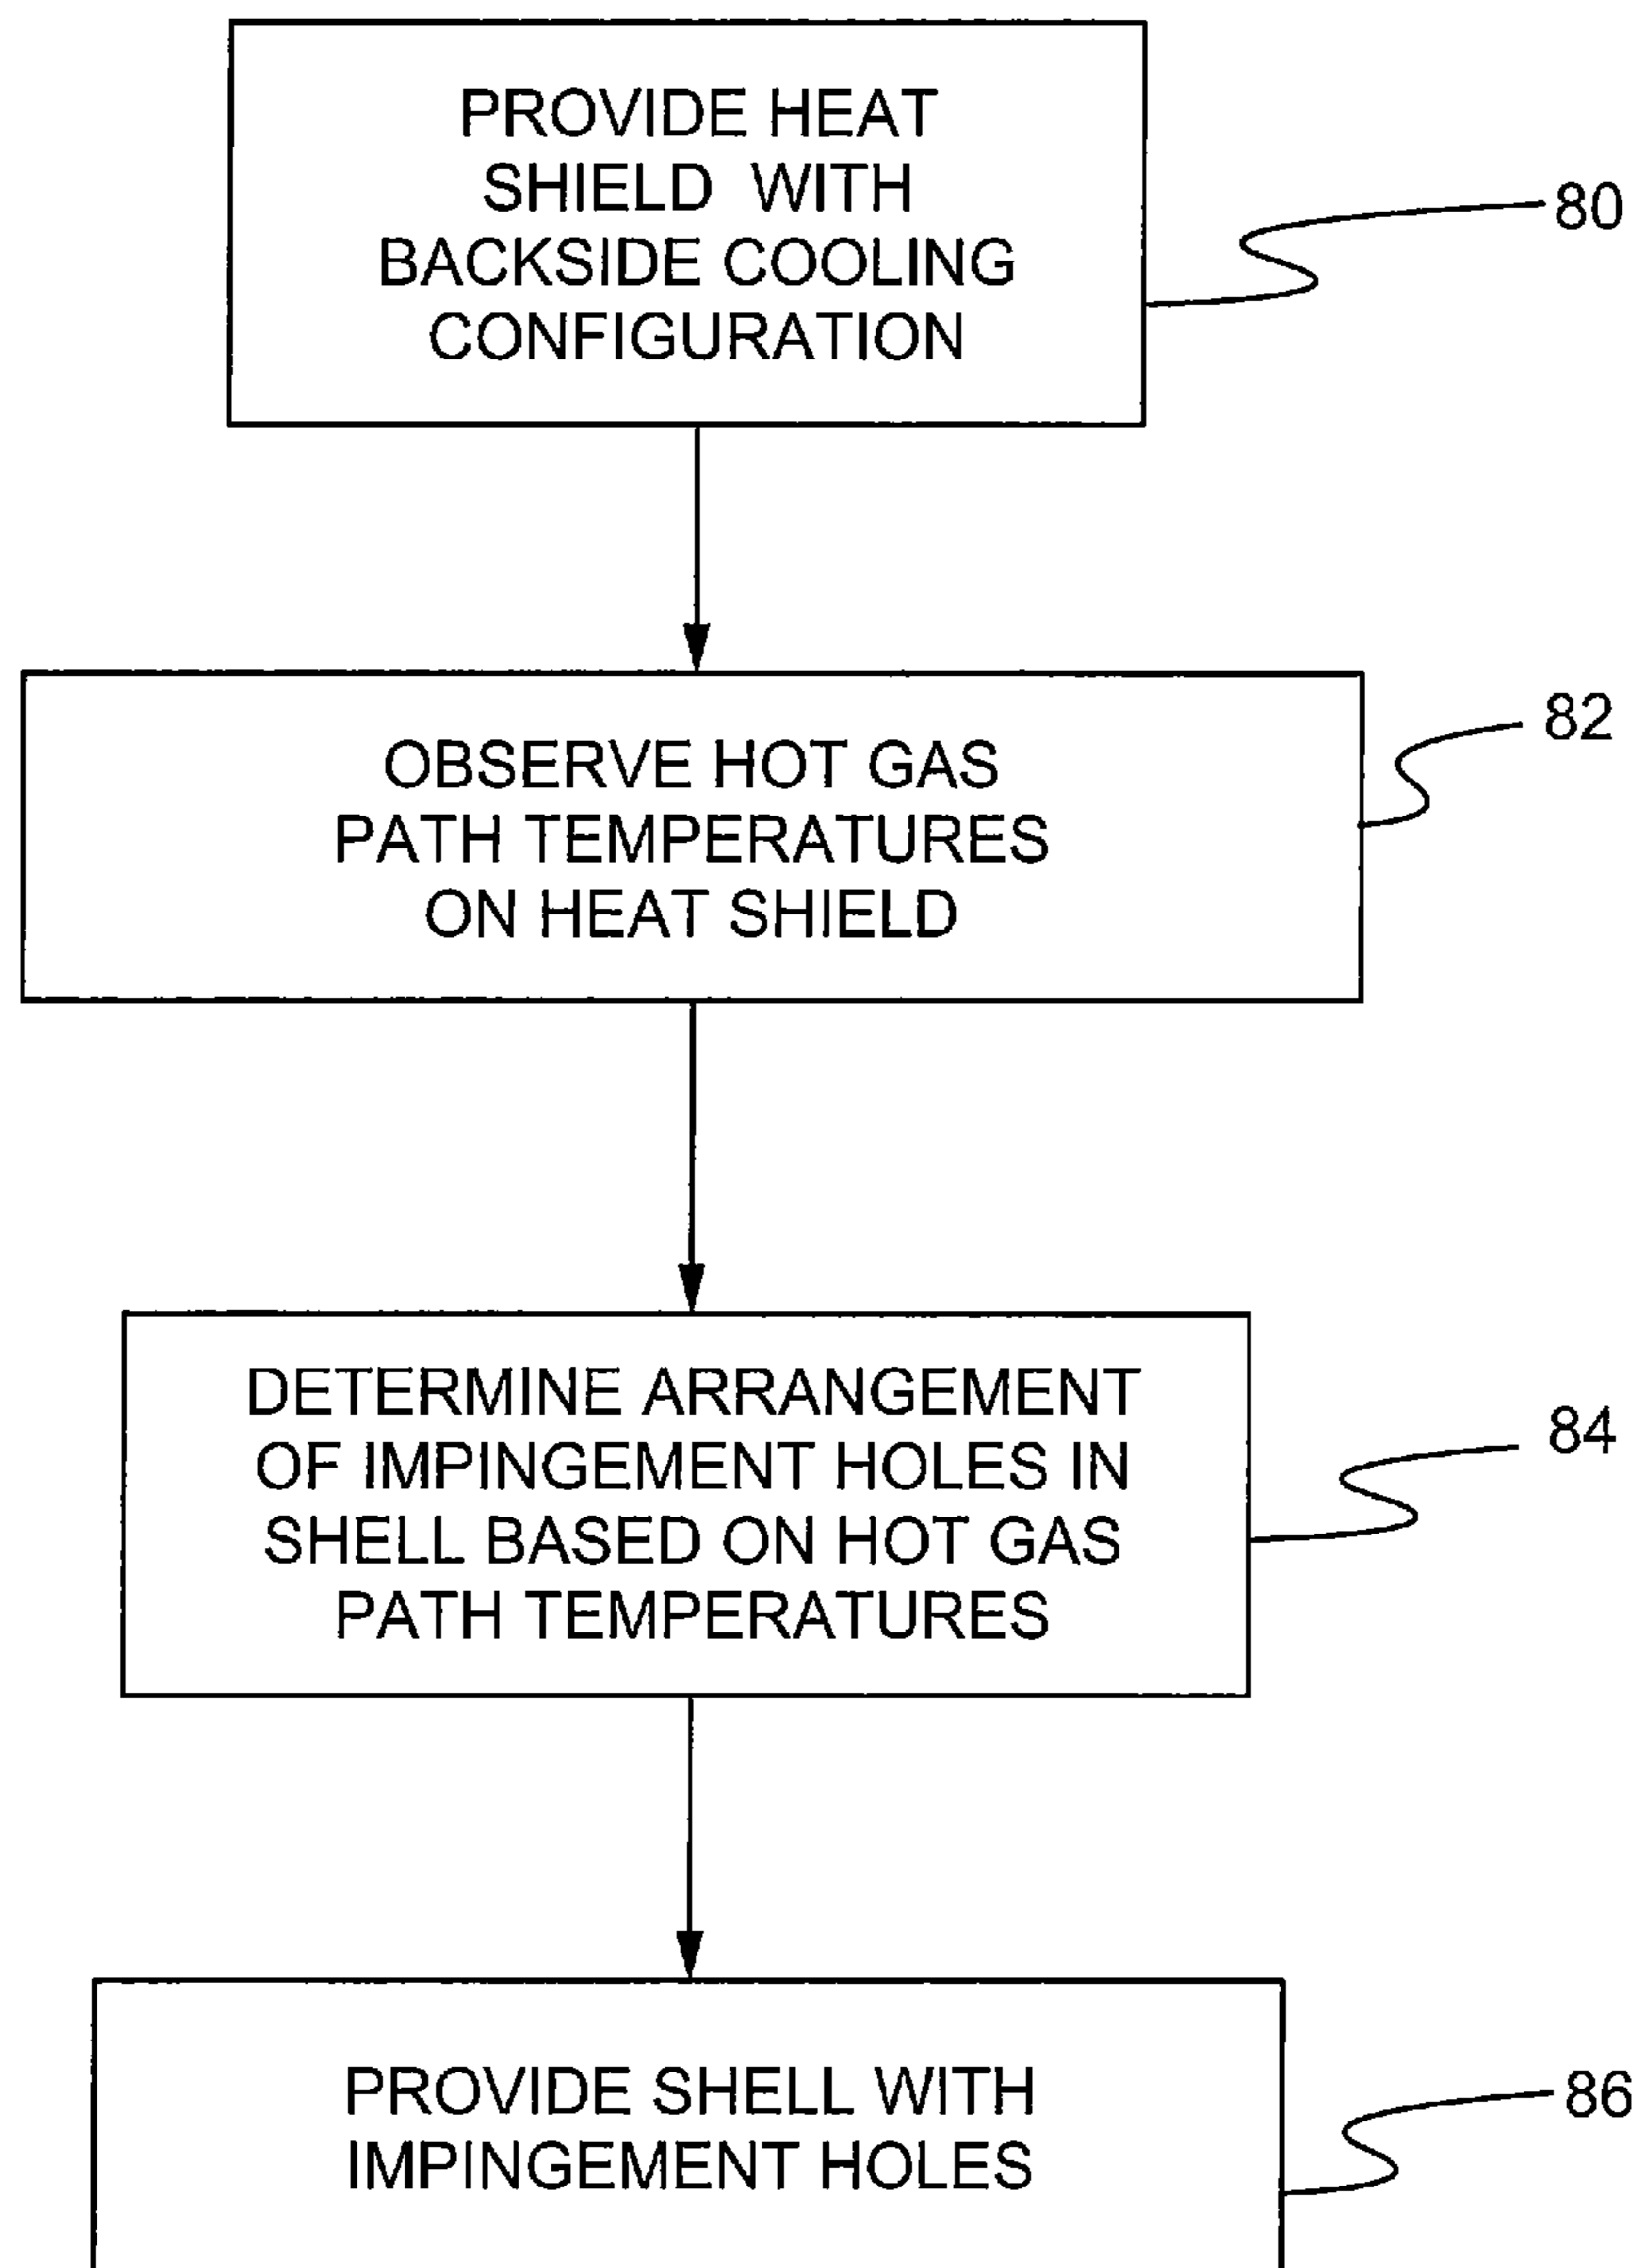 PROVIDE HEAT
SHIELD WITH
BACKSIDE COOLING
CONFIGURATION
80
OBSERVE HOT GAS
PATH TEMPERATURES
ON HEAT SHIELD
82
DETERMINE ARRANGEMENT
OF IMPINGEMENT HOLES IN
SHELL BASED ON HOT GAS
PATH TEMPERATURES
84
PROVIDE SHELL WITH
IMPINGEMENT HOLES
86